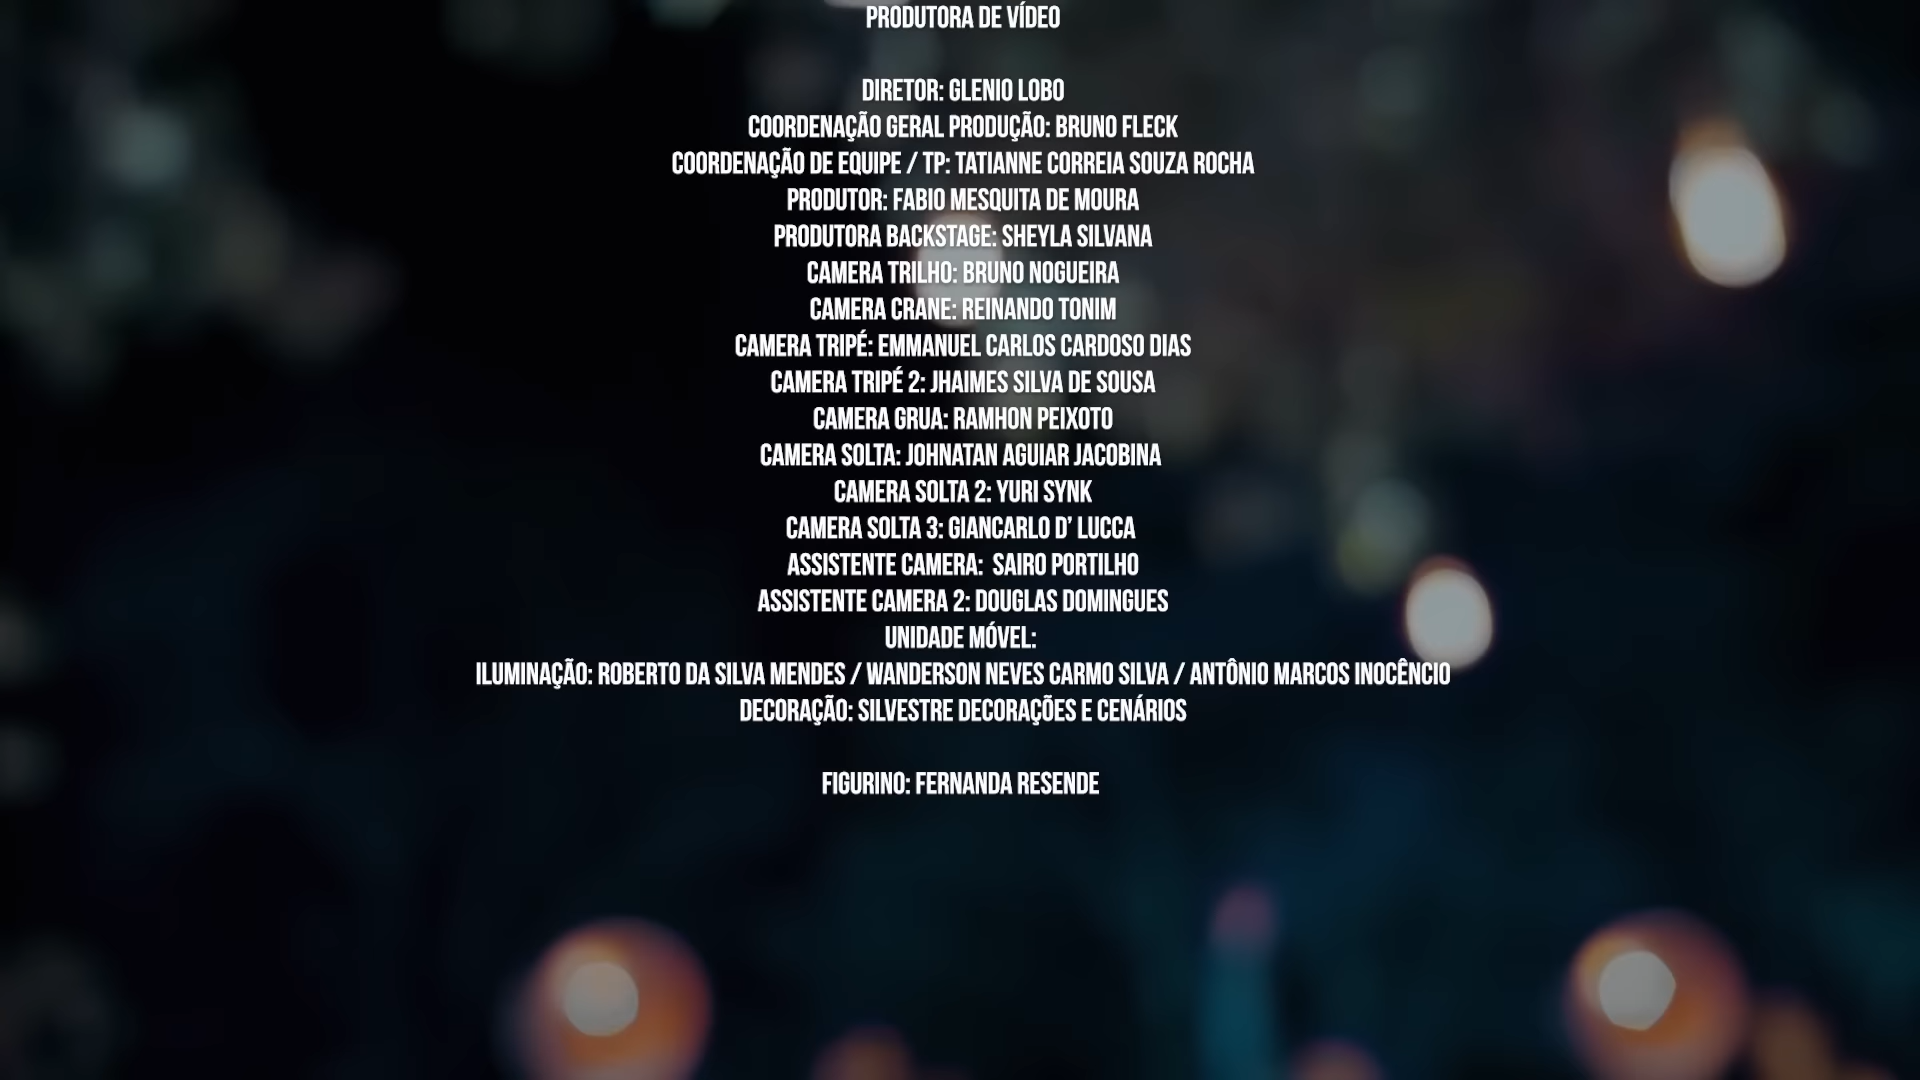 PRODUTORA DE VÍDEO
DIRETOR: GLENIO LOBO
COORDENAÇÃO GERAL PRODUÇÃO: BRUNO FLECK
COORDENAÇÃO DE EQUIPE / TP: TATIANNE CORREIA SOUZA ROCHA
PRODUTOR: FABIO MESQUITA DE MOURA
PRODUTORA BACKSTAGE: SHEYLA SILVANA
CAMERA TRILHO: BRUNO NOGUEIRA
CAMERA CRANE: REINANDO TONIM
CAMERA TRIPÉ: EMMANUEL CARLOS CARDOSO DIAS
CAMERA TRIPÉ 2: JHAIMES SILVA DE SOUSA
CAMERA GRUA: RAMHON PEIXOTO
CAMERA SOLTA: JOHNATAN AGUIAR JACOBINA
CAMERA SOLTA 2: YURI SYNK
CAMERA SOLTA 3: GIANCARLO D’ LUCCA
ASSISTENTE CAMERA: SAIRO PORTILHO
ASSISTENTE CAMERA 2: DOUGLAS DOMINGUES
UNIDADE MÓVEL:
ILUMINAÇÃO: ROBERTO DA SILVA MENDES / WANDERSON NEVES CARMO SILVA / ANTÔNIO MARCOS INOCÊNCIO
DECORAÇÃO: SILVESTRE DECORAÇÕES E CENÁRIOS
FIGURINO: FERNANDA RESENDE